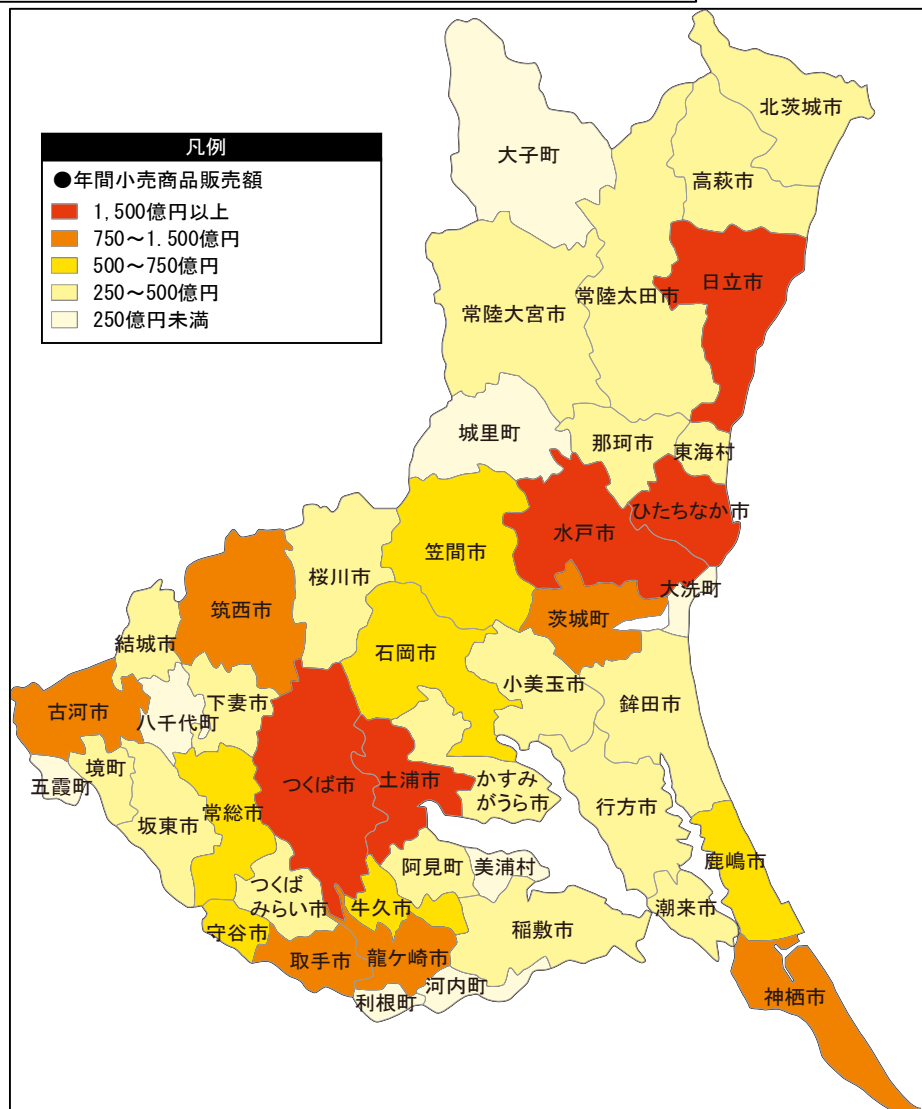 凡例
●年間小売商品販売額
1,500億円以上
750～1.500億円
500～750億円
250～500億円
250億円未満
北茨城市
大子町
高萩市
日立市
常陸太田市
常陸大宮市
城里町
那珂市
東海村
ひたちなか市
水戸市
笠間市
桜川市
大洗町
筑西市
茨城町
結城市
石岡市
小美玉市
下妻市
鉾田市
古河市
八千代町
境町
五霞町
つくば市
土浦市
かすみ
がうら市
常総市
坂東市
行方市
鹿嶋市
阿見町
美浦村
つくば
みらい市
牛久市
潮来市
守谷市
稲敷市
取手市
龍ケ崎市
河内町
利根町
神栖市